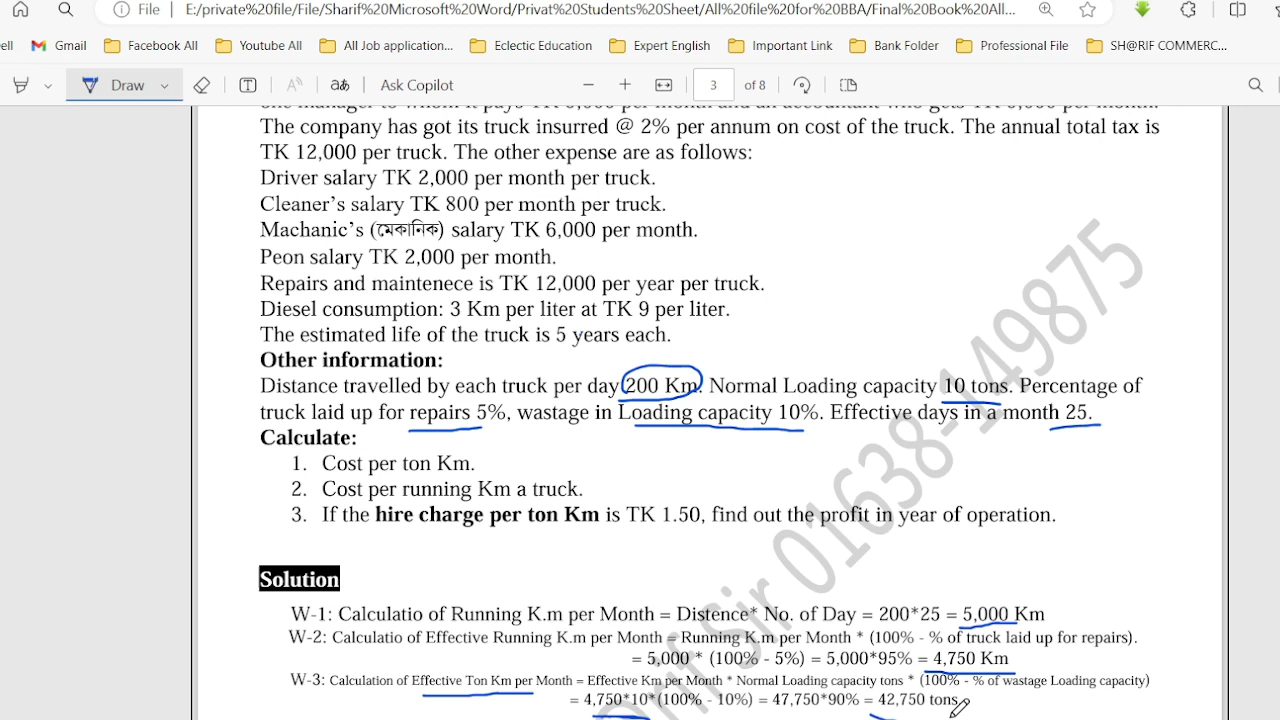 File E:/private%20file/File/Sharif%20Microsoft%20Word/Privat%20Students%20Sheet/All%20file%20for%20BBA/Final%20Book%20All...
ell Gmail Facebook All Youtube All All Job application... Eclectic Education Expert English Important Link Bank Folder Professional File SH@RIF COMMERC...
Draw Ask Copilot 3 of 8
The company has got its truck insurred @ 2% per annum on cost of the truck. The annual total tax is
TK 12,000 per truck. The other expense are as follows:
Driver salary TK 2,000 per month per truck.
Cleaner’s salary TK 800 per month per truck.
Machanic’s (মেকানিক) salary TK 6,000 per month.
Peon salary TK 2,000 per month.
Repairs and maintenece is TK 12,000 per year per truck.
Diesel consumption: 3 Km per liter at TK 9 per liter.
The estimated life of the truck is 5 years each.
Other information:
Distance travelled by each truck per day 200 Km. Normal Loading capacity 10 tons. Percentage of
truck laid up for repairs 5%, wastage in Loading capacity 10%. Effective days in a month 25.
Calculate:
1. Cost per ton Km.
2. Cost per running Km a truck.
3. If the hire charge per ton Km is TK 1.50, find out the profit in year of operation.
Solution
W-1: Calculatio of Running K.m per Month = Distence* No. of Day = 200*25 = 5,000 Km
W-2: Calculatio of Effective Running K.m per Month = Running K.m per Month * (100% - % of truck laid up for repairs).
= 5,000 * (100% - 5%) = 5,000*95% = 4,750 Km
W-3: Calculation of Effective Ton Km per Month = Effective Km per Month * Normal Loading capacity tons * (100% - % of wastage Loading capacity)
= 4,750*10*(100% - 10%) = 47,750*90% = 42,750 tons
Sir 01638-149875